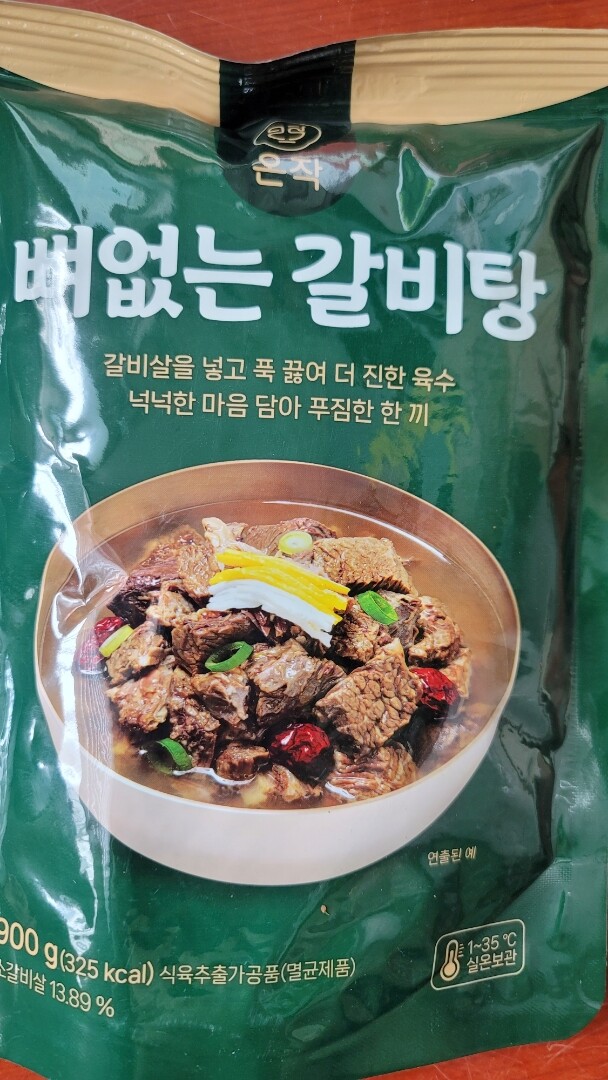 온작
뼈없는 갈비탕
갈비살을 넣고 푹 끓여 더 진한 육수
넉넉한 마음 담아 푸짐한 한 끼
연출된 예
900 g(325 kcal) 식육추출가공품(멸균제품)
소갈비살 13.89 %
1~35 ℃
실온보관